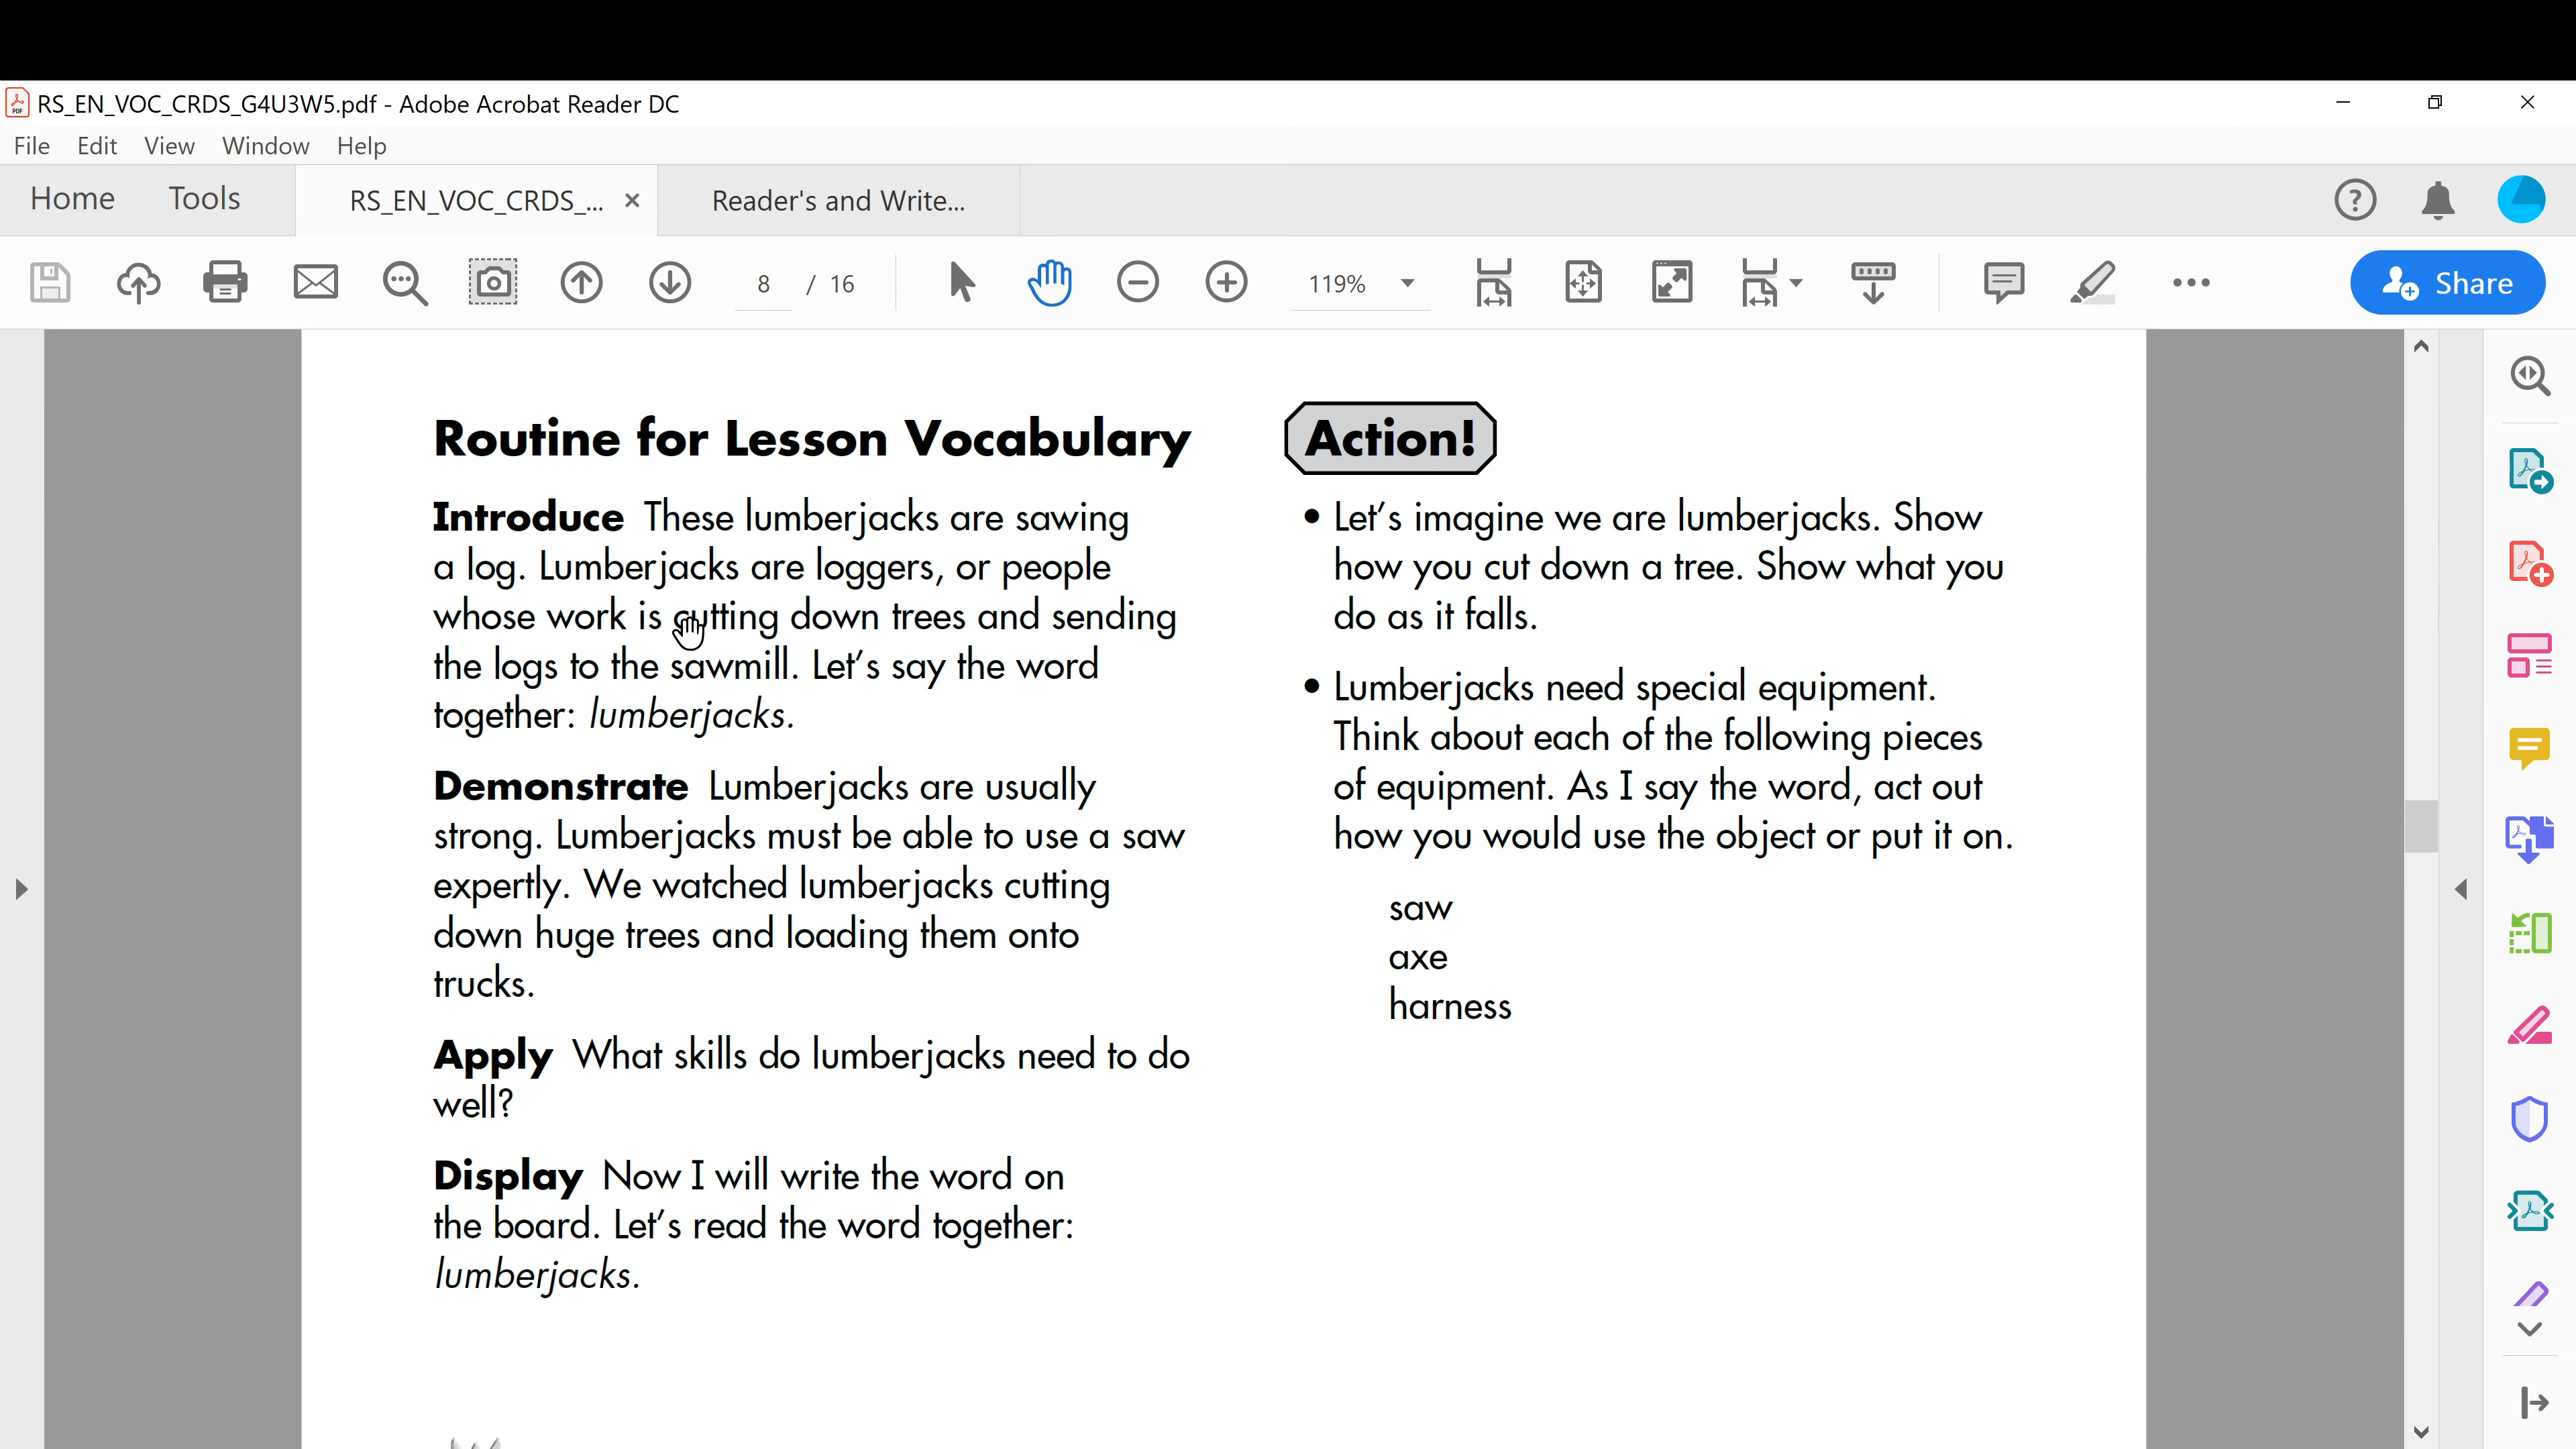 RS_EN_VOC_CRDS_G4U3W5.pdf - Adobe Acrobat Reader DC
File Edit View Window Help
Home Tools RS_EN_VOC_CRDS_... Reader's and Write...
8 / 16 119% Share
Routine for Lesson Vocabulary
Introduce These lumberjacks are sawing
a log. Lumberjacks are loggers, or people
whose work is cutting down trees and sending
the logs to the sawmill. Let's say the word
together: lumberjacks.
Demonstrate Lumberjacks are usually
strong. Lumberjacks must be able to use a saw
expertly. We watched lumberjacks cutting
down huge trees and loading them onto
trucks.
Apply What skills do lumberjacks need to do
well?
Display Now I will write the word on
the board. Let's read the word together:
lumberjacks.
Action!
• Let's imagine we are lumberjacks. Show
how you cut down a tree. Show what you
do as it falls.
• Lumberjacks need special equipment.
Think about each of the following pieces
of equipment. As I say the word, act out
how you would use the object or put it on.
saw
axe
harness